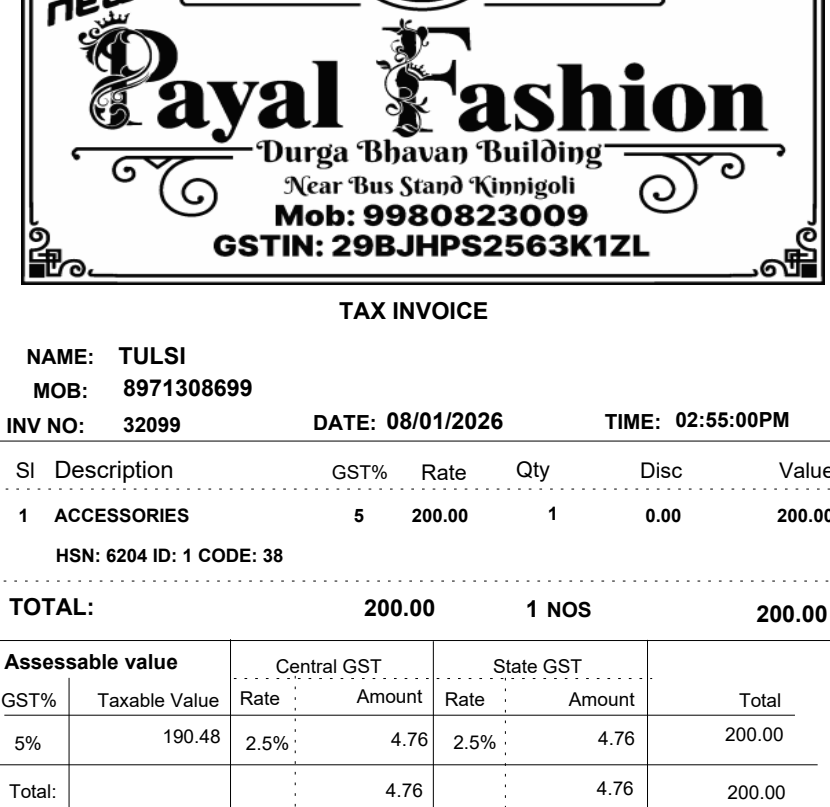 new
Payal Fashion
Durga Bhavan Building
Near Bus Stand Kinnigoli
Mob: 9980823009
GSTIN: 29BJHPS2563K1ZL
TAX INVOICE
NAME: TULSI
MOB: 8971308699
INV NO: 32099 DATE: 08/01/2026 TIME: 02:55:00PM
Sl Description GST% Rate Qty Disc Value
1 ACCESSORIES 5 200.00 1 0.00 200.00
HSN: 6204 ID: 1 CODE: 38
TOTAL: 200.00 1 NOS 200.00
Assessable value Central GST State GST
GST% Taxable Value Rate Amount Rate Amount Total
5% 190.48 2.5% 4.76 2.5% 4.76 200.00
Total: 4.76 4.76 200.00